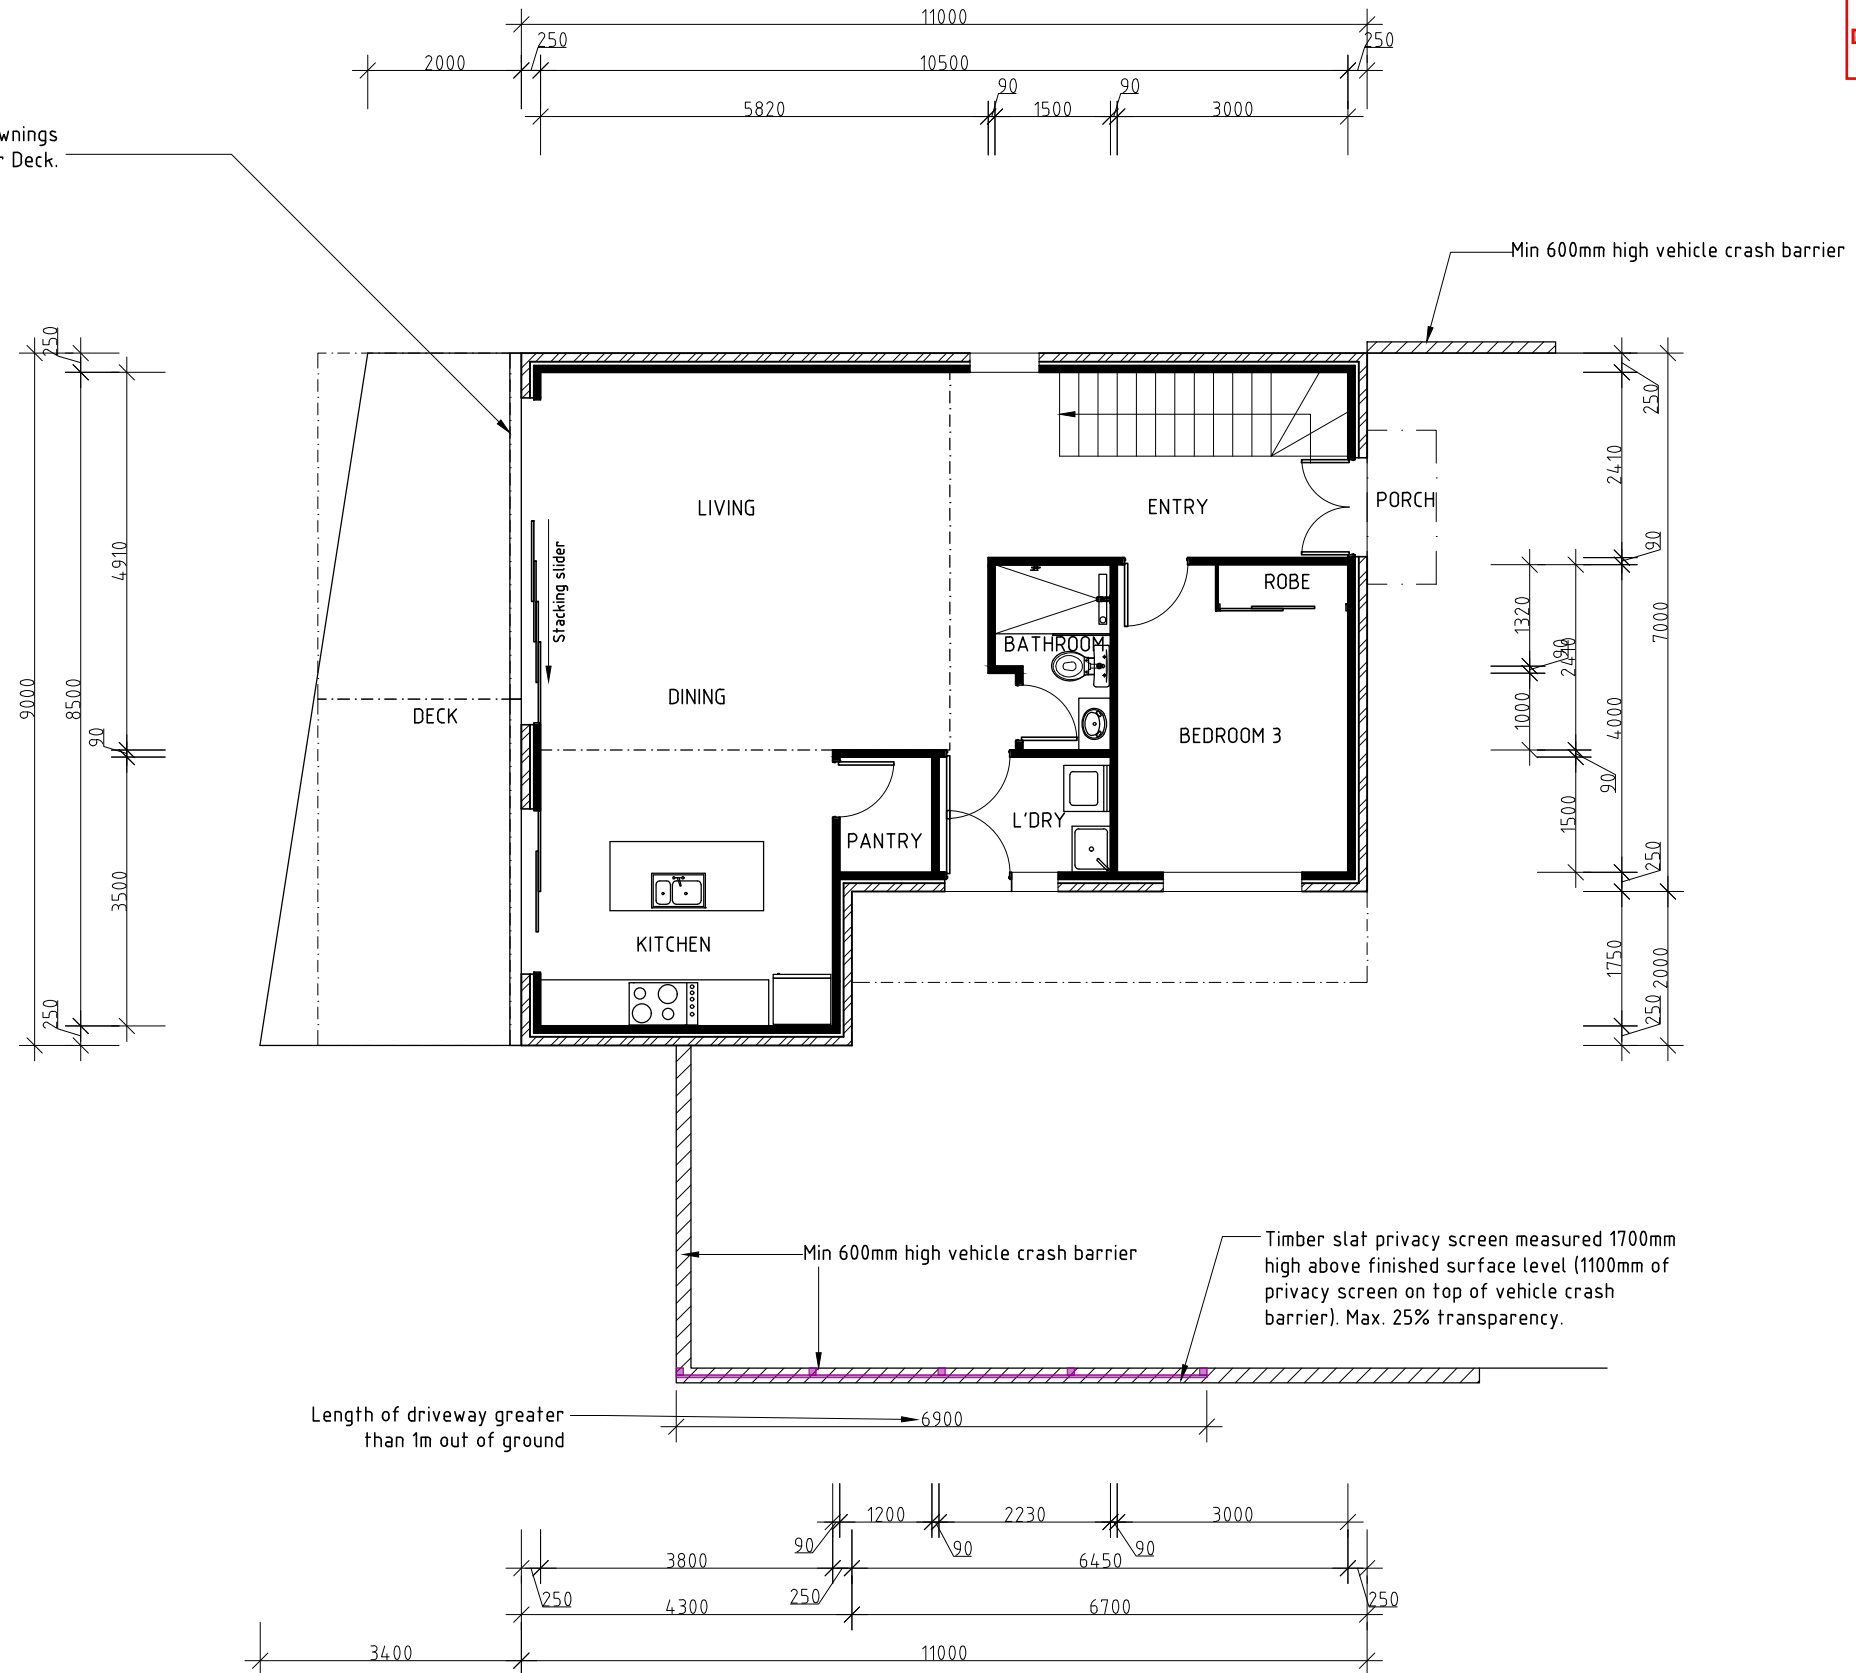 11000
250
250
2000
10500
90
90
5820
1500
3000
wnings
r Deck.
Min 600mm high vehicle crash barrier
250
250
2410
LIVING
ENTRY
PORCH
4910
Stacking slider
90
ROBE
1320
7000
BATHROOM
90
2410
9000
8500
DINING
DECK
BEDROOM 3
1000
4000
90
90
L'DRY
PANTRY
1500
250
3500
KITCHEN
1750
2000
250
250
Min 600mm high vehicle crash barrier
Timber slat privacy screen measured 1700mm
high above finished surface level (1100mm of
privacy screen on top of vehicle crash
barrier). Max. 25% transparency.
Length of driveway greater
than 1m out of ground
6900
1200
2230
3000
90
90
90
3800
6450
250
250
250
4300
6700
3400
11000